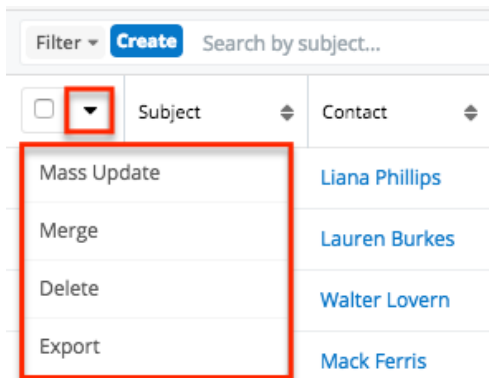 Filter Create Search by subject...
Subject Contact
Mass Update Liana Phillips
Merge Lauren Burkes
Delete Walter Lovern
Export Mack Ferris